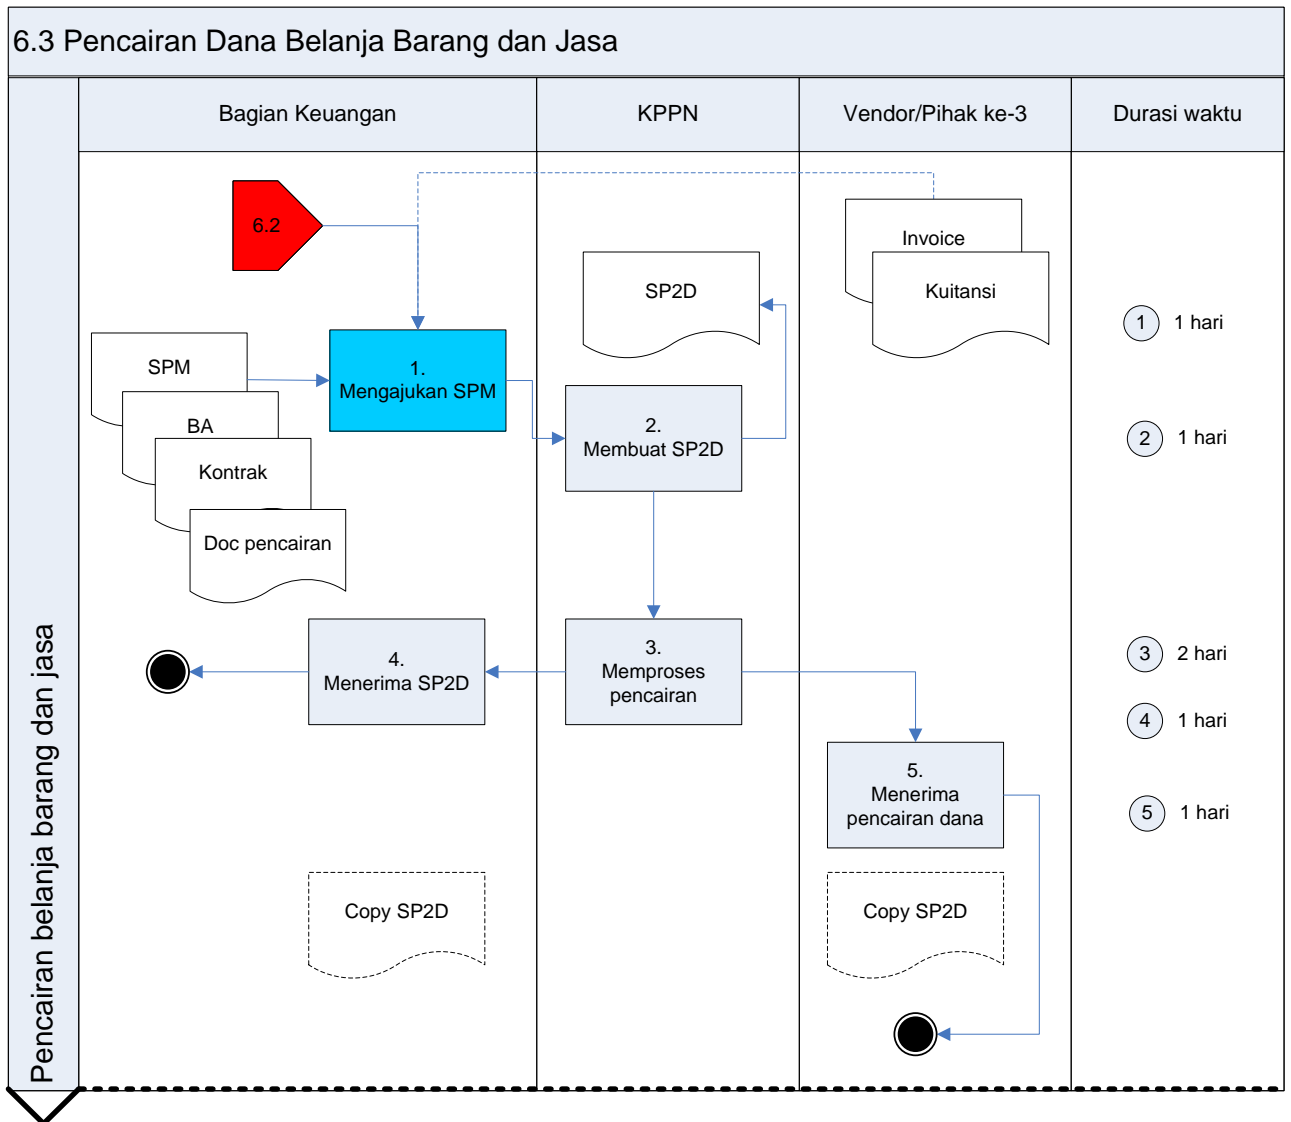 6.3 Pencairan Dana Belanja Barang dan Jasa
Bagian Keuangan
KPPN
Vendor/Pihak ke-3
Durasi waktu
6.2
Invoice
Kuitansi
SP2D
1 1 hari
SPM
BA
Kontrak
Doc pencairan
1.
Mengajukan SPM
2.
Membuat SP2D
2 1 hari
4.
Menerima SP2D
3.
Memproses
pencairan
3 2 hari
4 1 hari
5.
Menerima
pencairan dana
5 1 hari
Copy SP2D
Copy SP2D
Pencairan belanja barang dan jasa